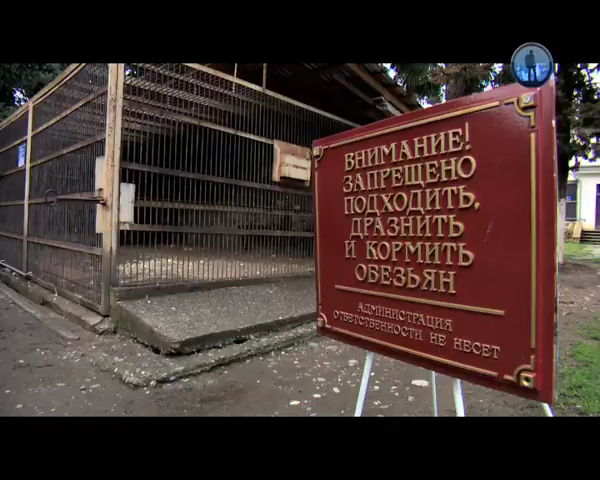 ВНИМАНИЕ!
ЗАПРЕЩЕНО
ПОДХОДИТЬ,
ДРАЗНИТЬ
И КОРМИТЬ
ОБЕЗЬЯН
АДМИНИСТРАЦИЯ
ОТВЕТСТВЕННОСТИ НЕ НЕСЕТ